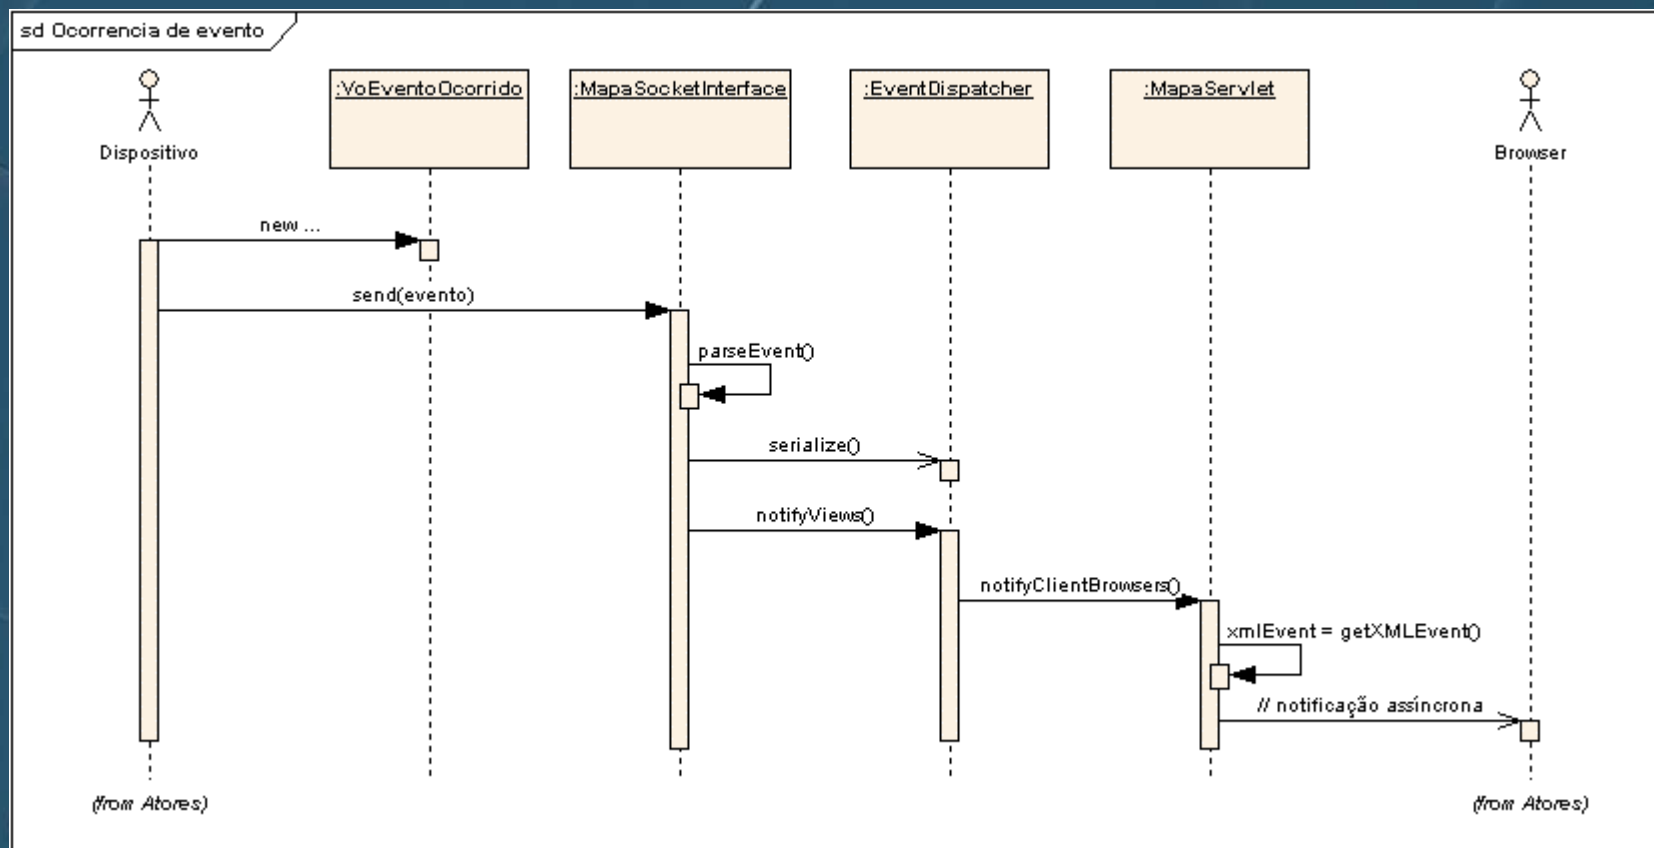 sd Ocorrencia de evento
:VoEventoOcorrido
:MapaSocketInterface
:EventDispatcher
:MapaServlet
Dispositivo
Browser
new ...
send(evento)
parseEvent()
serialize()
notifyViews()
notifyClientBrowsers()
xmlEvent = getXMLEvent()
// notificação assíncrona
(from Atores)
(from Atores)